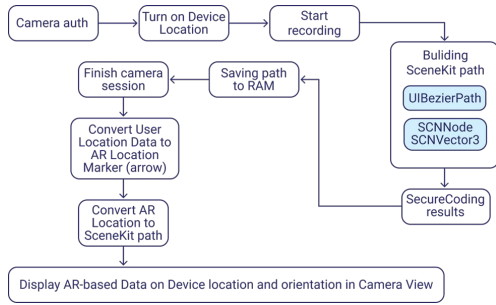 Camera auth
Turn on Device
Location
Start
recording
Buliding
SceneKit path
UIBezierPath
SCNNode
SCNVector3
SecureCoding
results
Saving path
to RAM
Finish camera
session
Convert User
Location Data to
AR Location
Marker (arrow)
Convert AR
Location to
SceneKit path
Display AR-based Data on Device location and orientation in Camera View